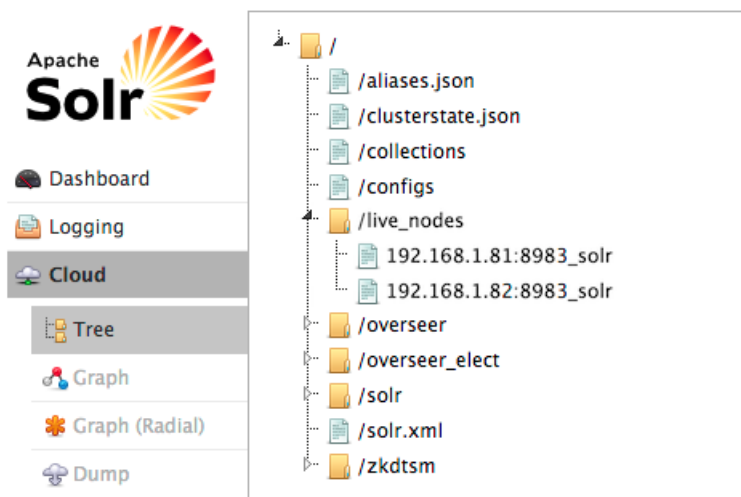 Apache
Solr
Dashboard
Logging
Cloud
Tree
Graph
Graph (Radial)
Dump
/
/aliases.json
/clusterstate.json
/collections
/configs
/live_nodes
192.168.1.81:8983_solr
192.168.1.82:8983_solr
/overseer
/overseer_elect
/solr
/solr.xml
/zkdtsm